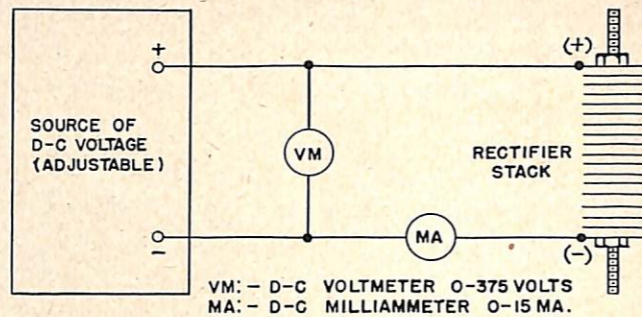 +
(+)
SOURCE OF
D-C VOLTAGE
(ADJUSTABLE)
VM
RECTIFIER
STACK
MA
−
(−)
VM:- D-C VOLTMETER 0-375 VOLTS
MA:- D-C MILLIAMMETER 0-15 MA.